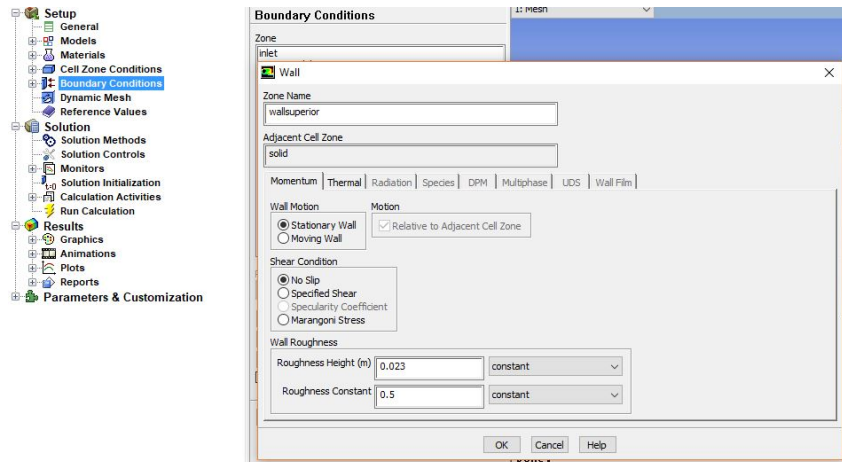 Setup
General
Models
Materials
Cell Zone Conditions
Boundary Conditions
Dynamic Mesh
Reference Values
Solution
Solution Methods
Solution Controls
Monitors
Solution Initialization
Calculation Activities
Run Calculation
Results
Graphics
Animations
Plots
Reports
Parameters & Customization
Boundary Conditions
1: Mesh
Zone
inlet
Wall
Zone Name
wallsuperior
Adjacent Cell Zone
solid
Momentum Thermal Radiation Species DPM Multiphase UDS Wall Film
Wall Motion Motion
Stationary Wall Relative to Adjacent Cell Zone
Moving Wall
Shear Condition
No Slip
Specified Shear
Specularity Coefficient
Marangoni Stress
Wall Roughness
Roughness Height (m) 0.023 constant
Roughness Constant 0.5 constant
OK Cancel Help